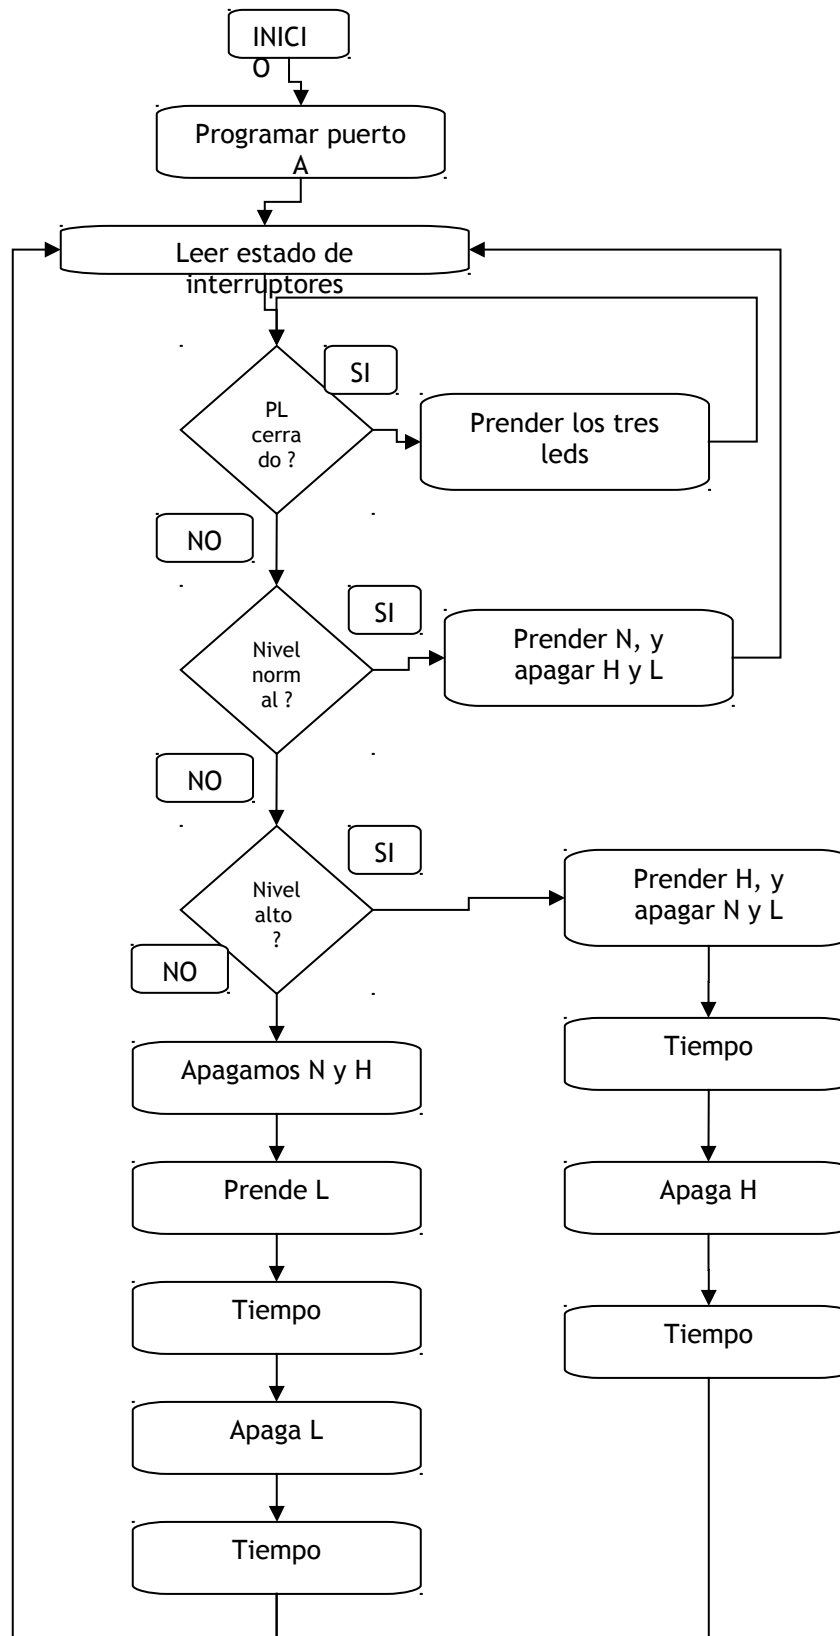 INICI
O
Programar puerto
A
Leer estado de
interruptores
SI
PL
cerra
do ?
Prender los tres
leds
NO
SI
Nivel
norm
al ?
Prender N, y
apagar H y L
NO
SI
Nivel
alto
?
Prender H, y
apagar N y L
NO
Apagamos N y H
Tiempo
Prende L
Apaga H
Tiempo
Tiempo
Apaga L
Tiempo